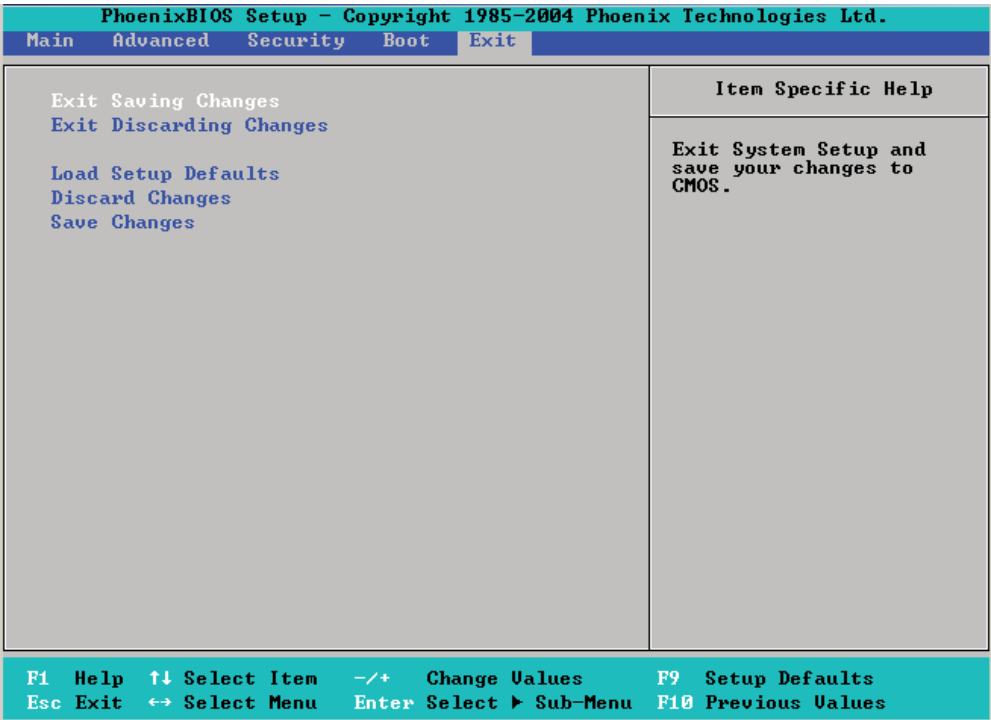 PhoenixBIOS Setup - Copyright 1985-2004 Phoenix Technologies Ltd.
Main Advanced Security Boot Exit
Exit Saving Changes
Exit Discarding Changes
Load Setup Defaults
Discard Changes
Save Changes
Item Specific Help
Exit System Setup and
save your changes to
CMOS.
F1 Help ↑↓ Select Item -/+ Change Values F9 Setup Defaults
Esc Exit ↔ Select Menu Enter Select ▶ Sub-Menu F10 Previous Values